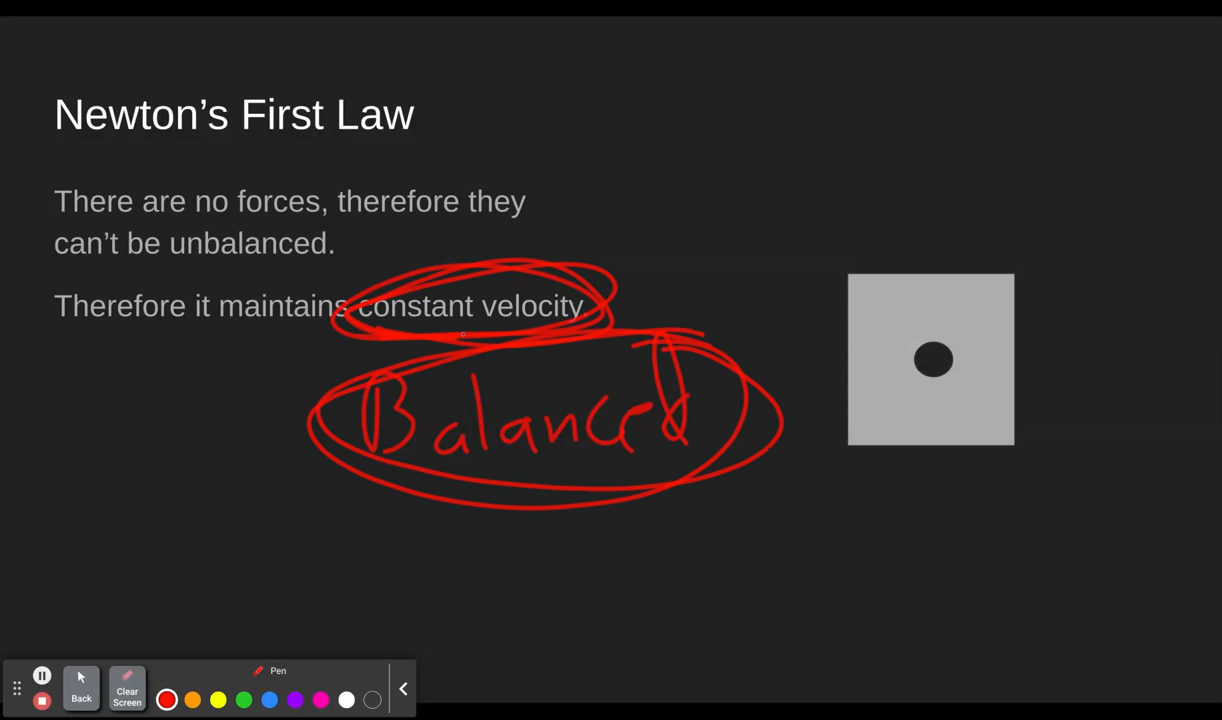 Newton’s First Law
There are no forces, therefore they
can’t be unbalanced.
Therefore it maintains constant velocity.
Balanced
Pen
Back
Clear
Screen